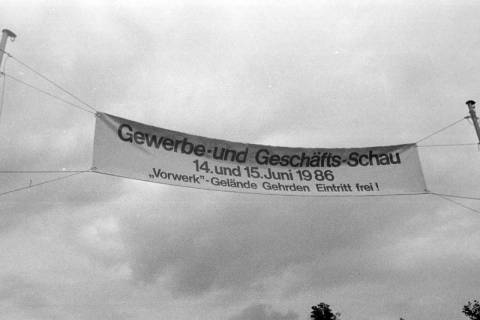 Gewerbe-und Geschäfts-Schau
14.und 15.Juni 1986
„Vorwerk"-Gelände Gehrden Eintritt frei!